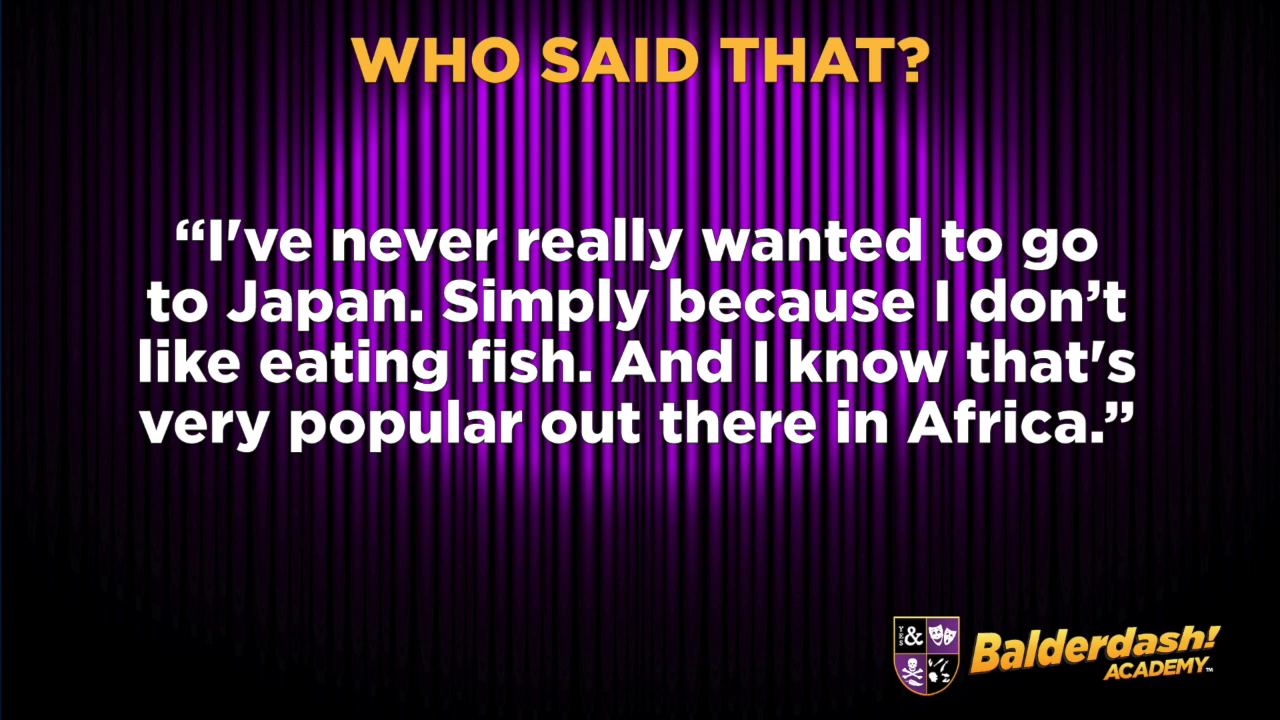 WHO SAID THAT?
“I've never really wanted to go
to Japan. Simply because I don’t
like eating fish. And I know that's
very popular out there in Africa.”
Y&S
&
Balderdash!
ACADEMY™